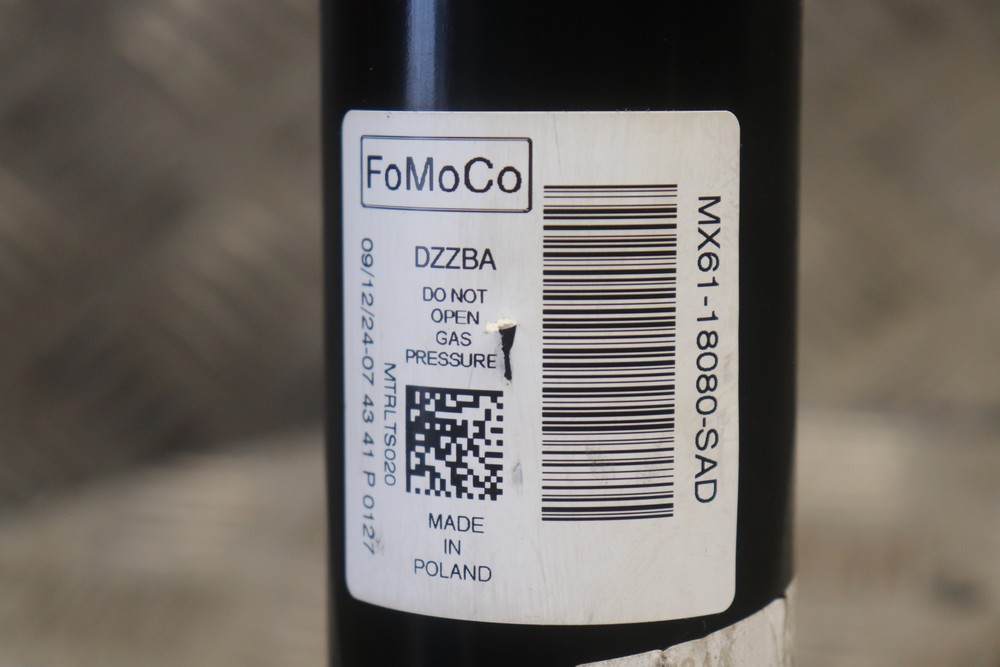 FoMoCo
DZZBA
DO NOT
OPEN
GAS
PRESSURE
MTRLTS020
09/12/24-07 43 41 P 0127
MADE
IN
POLAND
MX61-18080-SAD